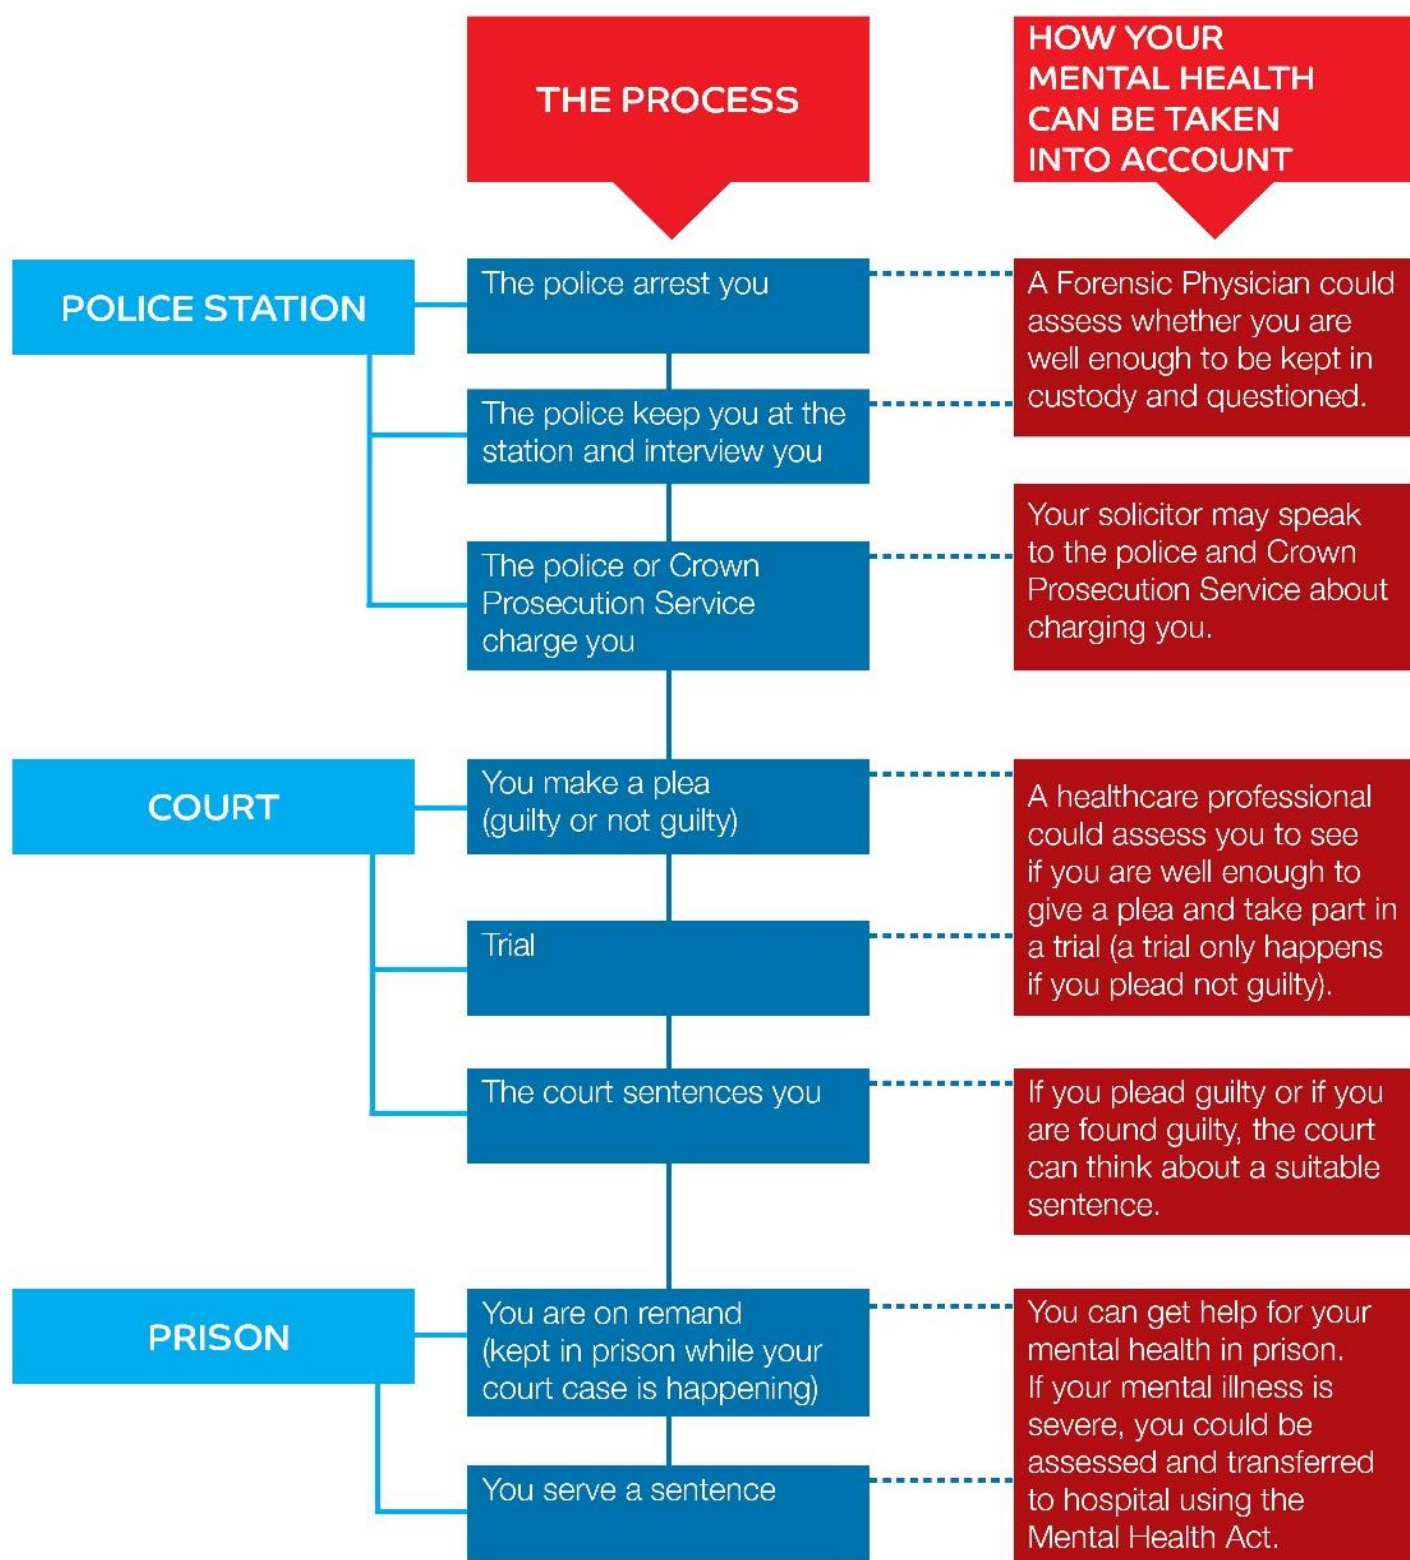 THE PROCESS
HOW YOUR
MENTAL HEALTH
CAN BE TAKEN
INTO ACCOUNT
POLICE STATION
The police arrest you
A Forensic Physician could
assess whether you are
well enough to be kept in
custody and questioned.
The police keep you at the
station and interview you
The police or Crown
Prosecution Service
charge you
Your solicitor may speak
to the police and Crown
Prosecution Service about
charging you.
COURT
You make a plea
(guilty or not guilty)
A healthcare professional
could assess you to see
if you are well enough to
give a plea and take part in
a trial (a trial only happens
if you plead not guilty).
Trial
The court sentences you
If you plead guilty or if you
are found guilty, the court
can think about a suitable
sentence.
PRISON
You are on remand
(kept in prison while your
court case is happening)
You can get help for your
mental health in prison.
If your mental illness is
severe, you could be
assessed and transferred
to hospital using the
Mental Health Act.
You serve a sentence